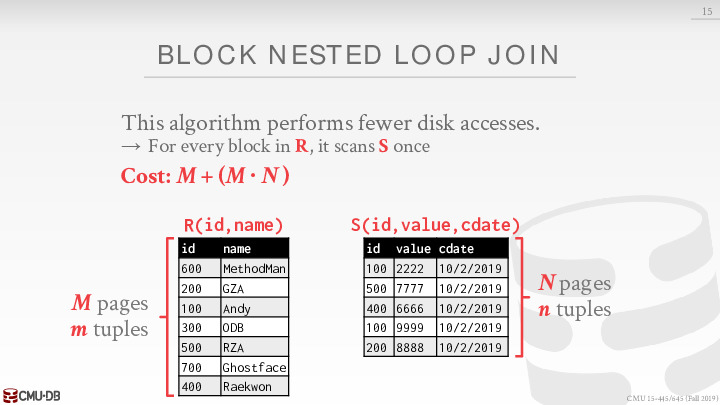 15
BLOCK NESTED LOOP JOIN
This algorithm performs fewer disk accesses.
→ For every block in R, it scans S once
Cost: M + (M · N)
R(id,name)
id name
600 MethodMan
200 GZA
100 Andy
300 ODB
500 RZA
700 Ghostface
400 Raekwon
M pages
m tuples
S(id,value,cdate)
id value cdate
100 2222 10/2/2019
500 7777 10/2/2019
400 6666 10/2/2019
100 9999 10/2/2019
200 8888 10/2/2019
N pages
n tuples
CMU·DB
CMU 15-445/645 (Fall 2019)